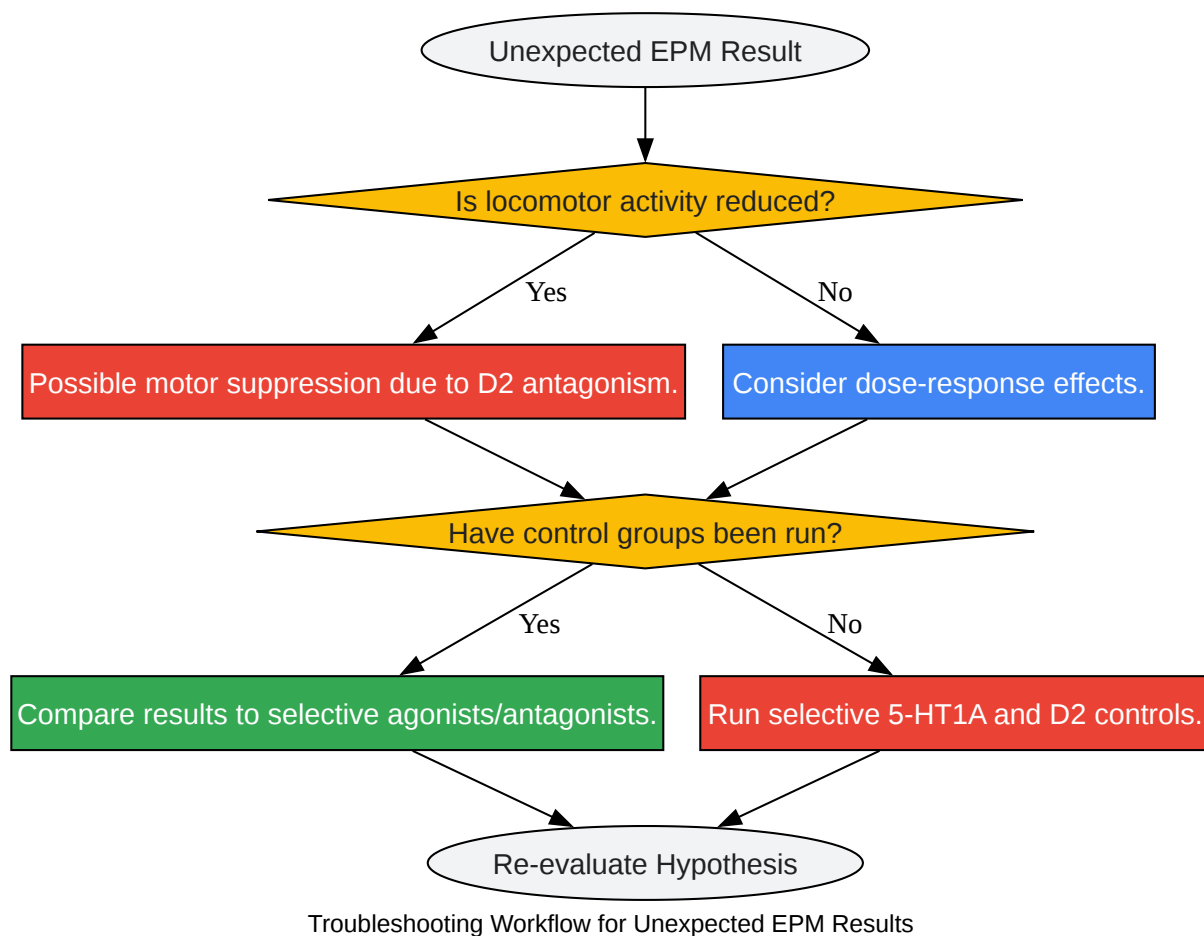 Unexpected EPM Result
Is locomotor activity reduced?
Yes
No
Possible motor suppression due to D2 antagonism.
Consider dose-response effects.
Have control groups been run?
Yes
No
Compare results to selective agonists/antagonists.
Run selective 5-HT1A and D2 controls.
Re-evaluate Hypothesis
Troubleshooting Workflow for Unexpected EPM Results